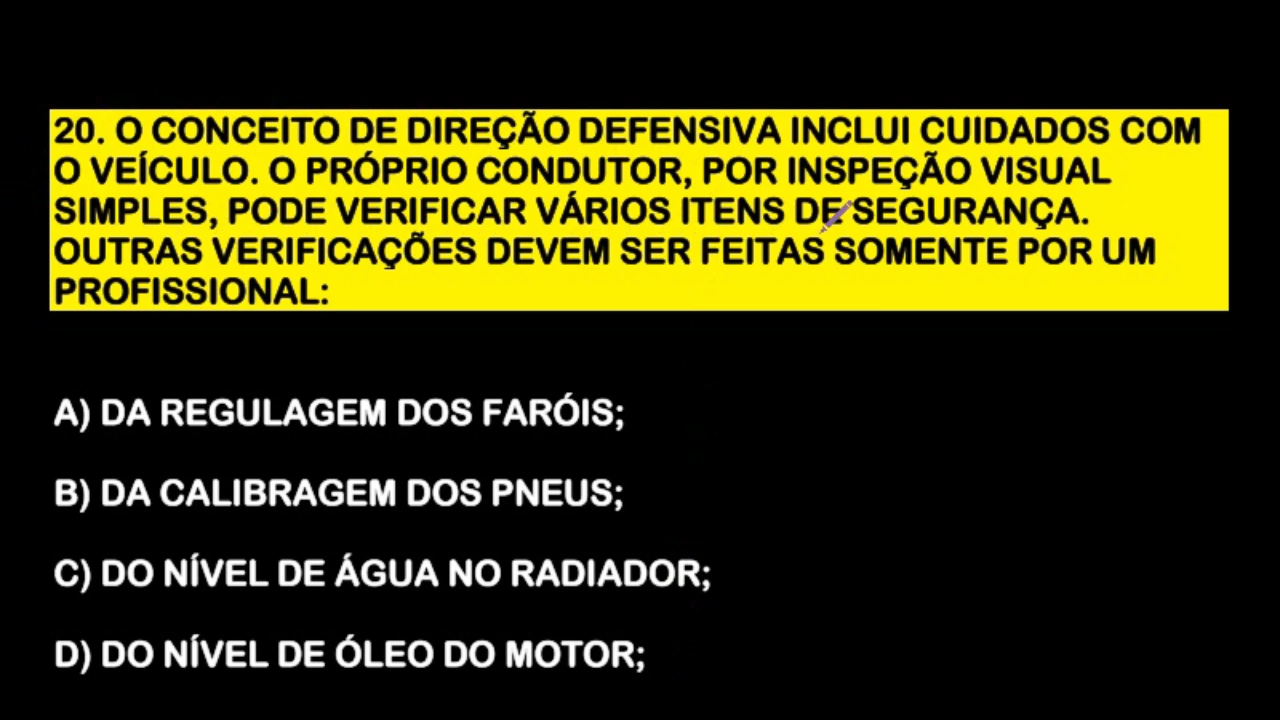 20. O CONCEITO DE DIREÇÃO DEFENSIVA INCLUI CUIDADOS COM
O VEÍCULO. O PRÓPRIO CONDUTOR, POR INSPEÇÃO VISUAL
SIMPLES, PODE VERIFICAR VÁRIOS ITENS DE SEGURANÇA.
OUTRAS VERIFICAÇÕES DEVEM SER FEITAS SOMENTE POR UM
PROFISSIONAL:
A) DA REGULAGEM DOS FARÓIS;
B) DA CALIBRAGEM DOS PNEUS;
C) DO NÍVEL DE ÁGUA NO RADIADOR;
D) DO NÍVEL DE ÓLEO DO MOTOR;